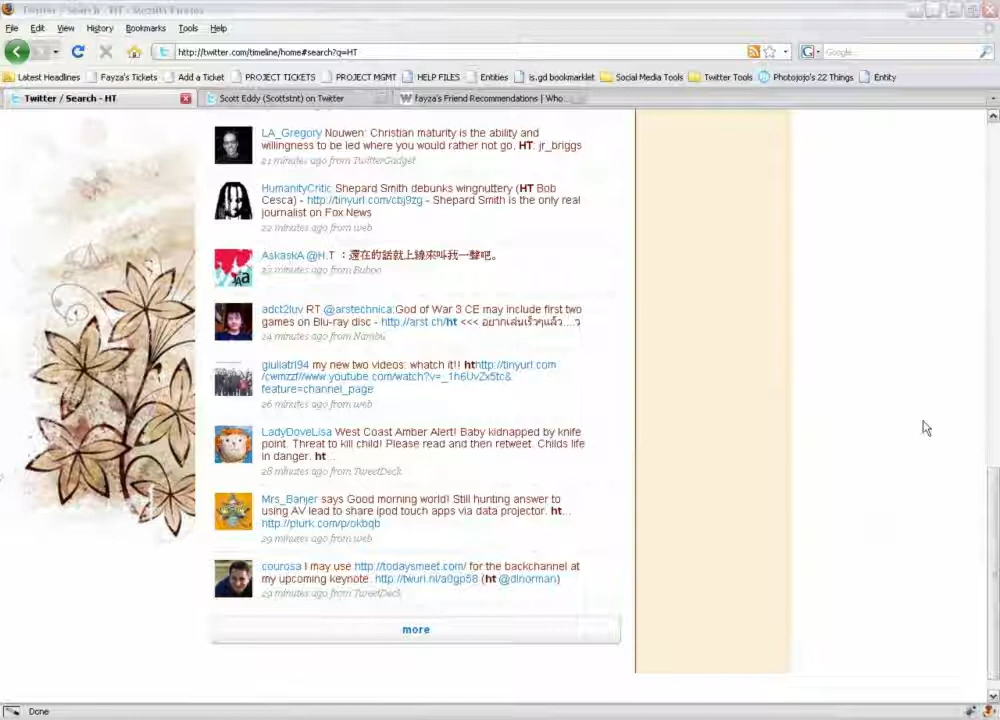 Twitter / Search - HT - Mozilla Firefox
File Edit View History Bookmarks Tools Help
http://twitter.com/timeline/home#search?q=HT
Google
Latest Headlines Fayza's Tickets Add a Ticket PROJECT TICKETS PROJECT MGMT HELP FILES Entities is.gd bookmarklet Social Media Tools Twitter Tools Photojojo's 22 Things Entity
Twitter / Search - HT Scott Eddy (Scottstnt) on Twitter fayza's Friend Recommendations | Who...
LA_Gregory Nouwen: Christian maturity is the ability and
willingness to be led where you would rather not go. HT: jr_briggs
21 minutes ago from TwitterGadget
HumanityCritic Shepard Smith debunks wingnuttery (HT Bob
Cesca) - http://tinyurl.com/cbj9zg - Shepard Smith is the only real
journalist on Fox News
22 minutes ago from web
AskaskA @H.T ：還在的話就上線來叫我一聲吧。
23 minutes ago from Buboo
adct2luv RT @arstechnica:God of War 3 CE may include first two
games on Blu-ray disc - http://arst.ch/ht <<< อยากเล่นเร็วๆแล้ว....ว
24 minutes ago from Nambu
giuliatri94 my new two videos: whatch it!! hthttp://tinyurl.com
/cwmzzf//www.youtube.com/watch?v=_1h6UvZx5tc&
feature=channel_page
26 minutes ago from web
LadyDoveLisa West Coast Amber Alert! Baby kidnapped by knife
point. Threat to kill child! Please read and then retweet. Childs life
in danger. ht...
28 minutes ago from TweetDeck
Mrs_Banjer says Good morning world! Still hunting answer to
using AV lead to share ipod touch apps via data projector. ht...
http://plurk.com/p/okbqb
29 minutes ago from web
courosa I may use http://todaysmeet.com/ for the backchannel at
my upcoming keynote. http://twurl.nl/a0gp58 (ht @dlnorman)
29 minutes ago from TweetDeck
more
Done